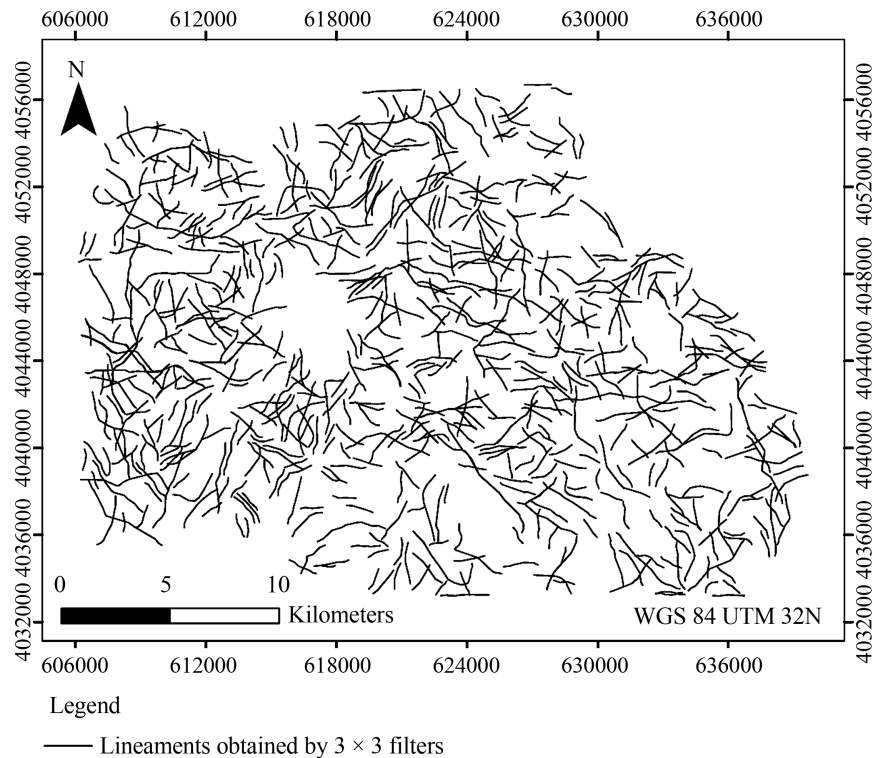 606000 612000 618000 624000 630000 636000
N
4056000 4056000
4052000 4052000
4048000 4048000
4044000 4044000
4040000 4040000
4036000 4036000
4032000 4032000
0 5 10
Kilometers
WGS 84 UTM 32N
606000 612000 618000 624000 630000 636000
Legend
Lineaments obtained by 3 × 3 filters